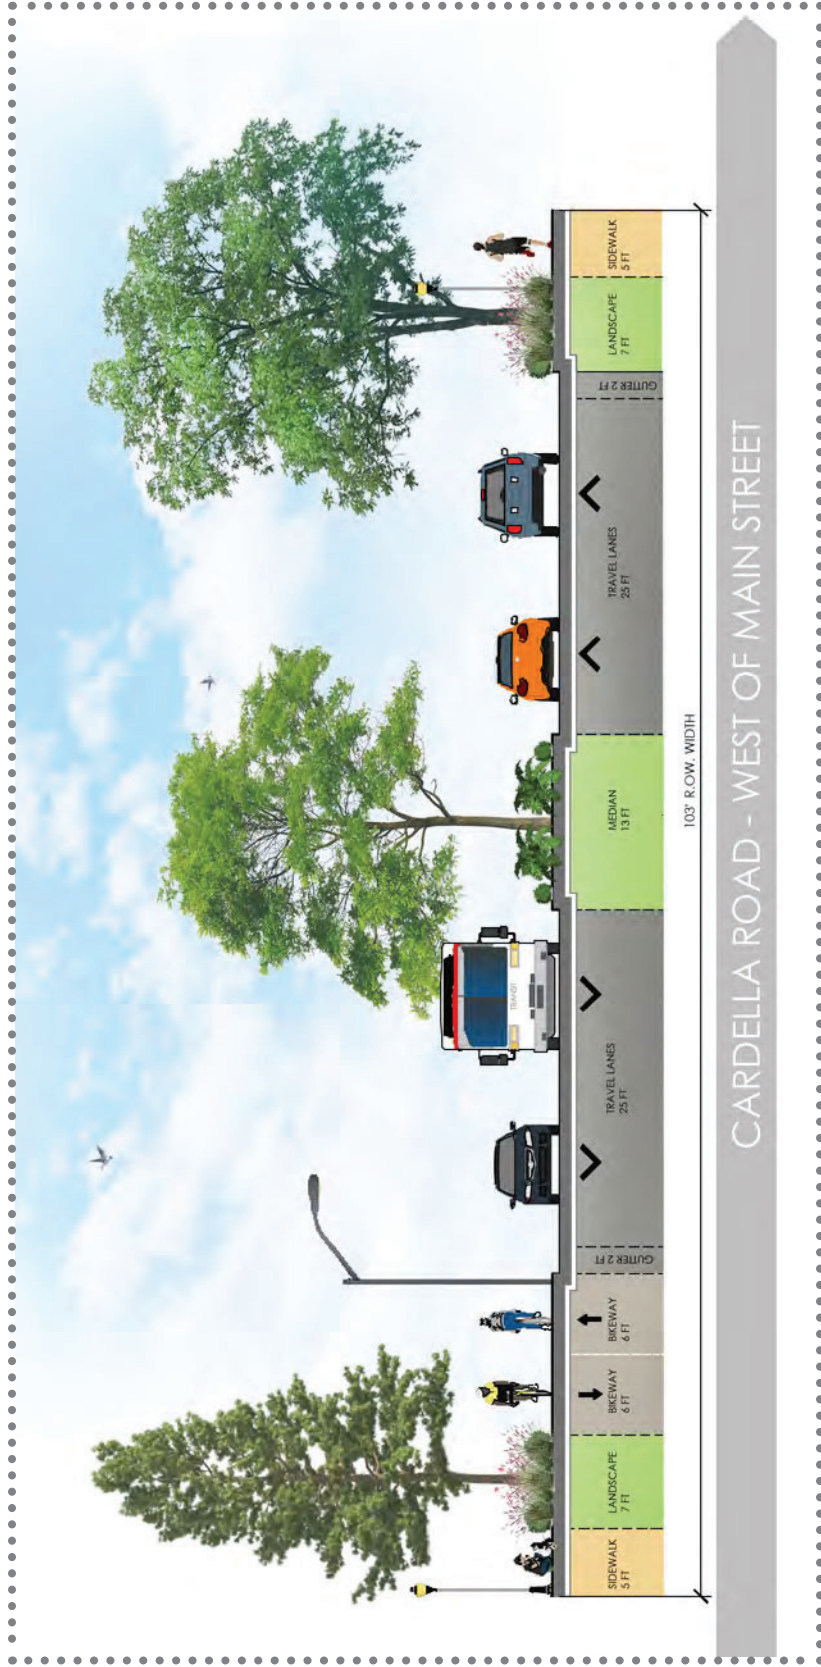 TRANSIT
SIDEWALK
5 FT
LANDSCAPE
7 FT
BIKEWAY
6 FT
BIKEWAY
6 FT
GUTTER 2 FT
TRAVEL LANES
25 FT
MEDIAN
13 FT
TRAVEL LANES
25 FT
GUTTER 2 FT
LANDSCAPE
7 FT
SIDEWALK
5 FT
103' R.O.W. WIDTH
CARDELLA ROAD - WEST OF MAIN STREET